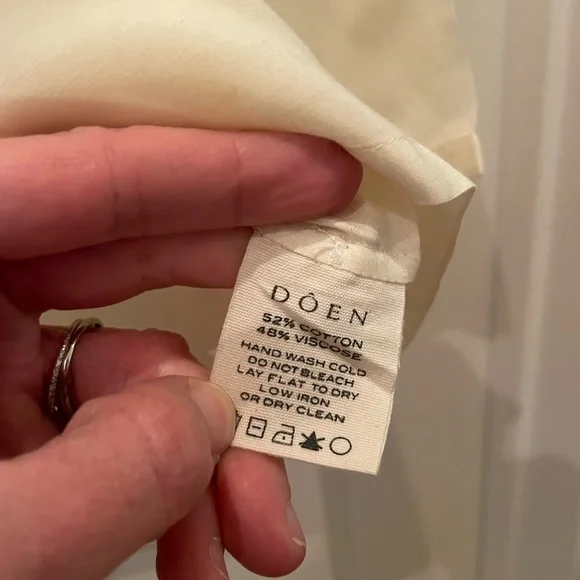 DÔEN
52% COTTON
48% VISCOSE
HAND WASH COLD
DO NOT BLEACH
LAY FLAT TO DRY
LOW IRON
OR DRY CLEAN